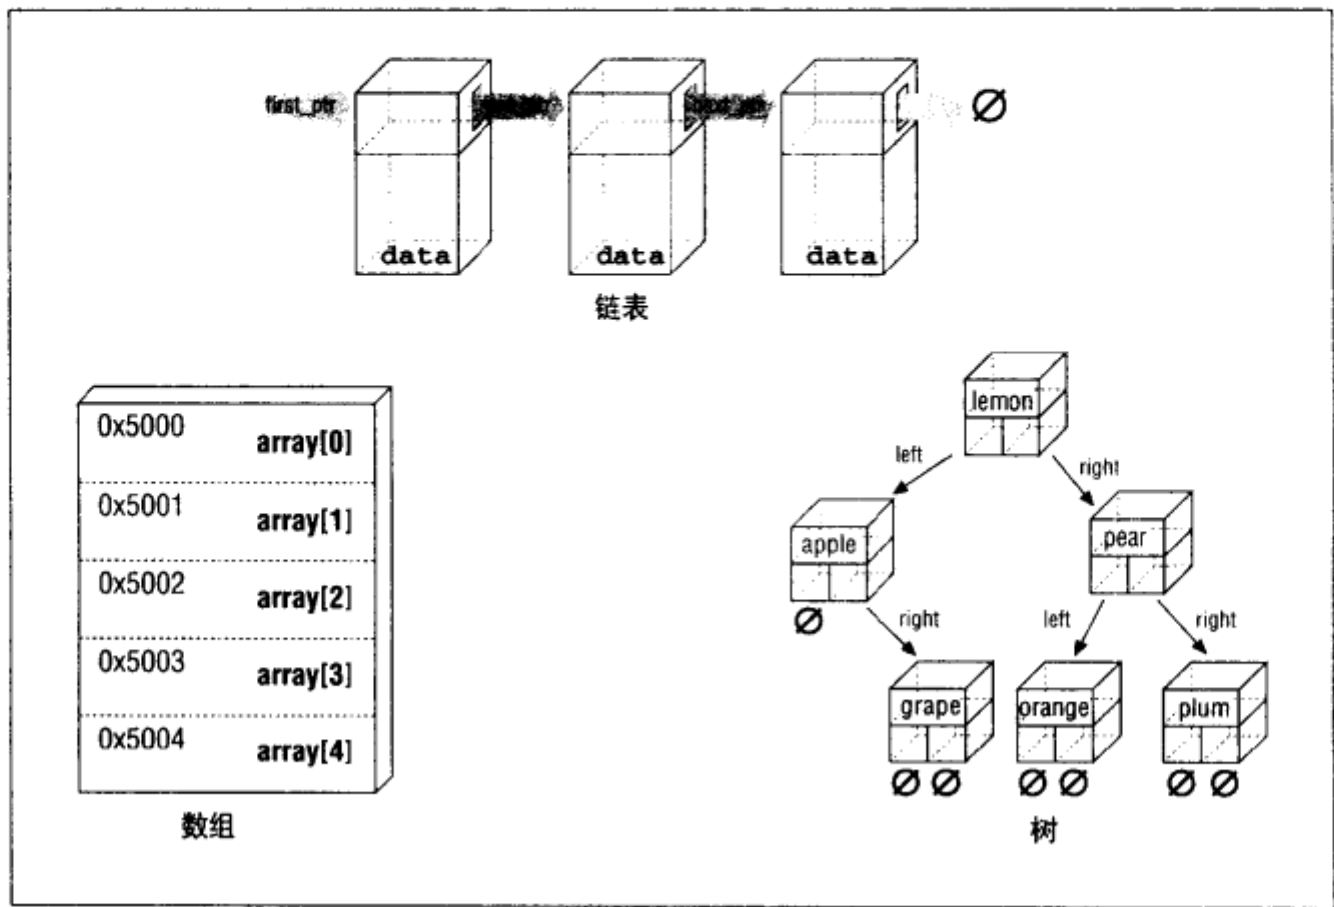 first_ptr
next_ptr
Ø
data
data
data
链表
0x5000
array[0]
0x5001
array[1]
0x5002
array[2]
0x5003
array[3]
0x5004
array[4]
数组
lemon
left
right
apple
pear
Ø
right
left
right
grape
orange
plum
Ø Ø
Ø Ø
Ø Ø
树